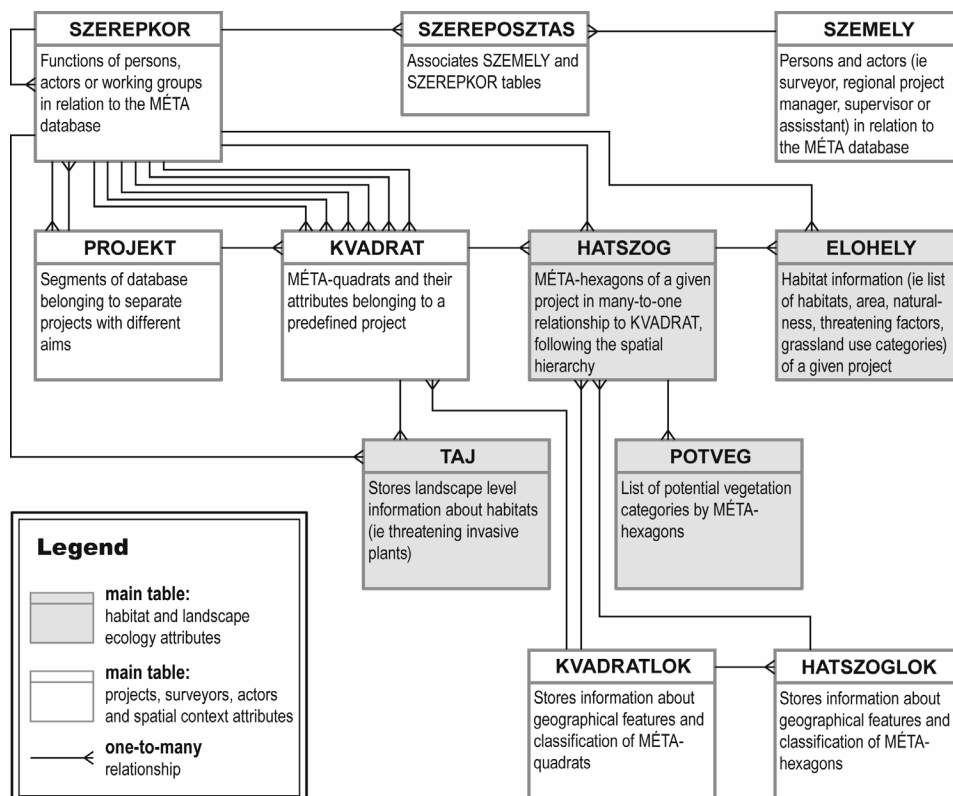 SZEREPKOR
Functions of persons,
actors or working groups
in relation to the MÉTA
database
SZEREPOSZTAS
Associates SZEMELY and
SZEREPKOR tables
SZEMELY
Persons and actors (ie
surveyor, regional project
manager, supervisor or
assisstant) in relation to
the MÉTA database
PROJEKT
Segments of database
belonging to separate
projects with different
aims
KVADRAT
MÉTA-quadrats and their
attributes belonging to a
predefined project
HATSZOG
MÉTA-hexagons of a given
project in many-to-one
relationship to KVADRAT,
following the spatial
hierarchy
ELOHELY
Habitat information (ie list
of habitats, area, natural-
ness, threatening factors,
grassland use categories)
of a given project
TAJ
Stores landscape level
information about habitats
(ie threatening invasive
plants)
POTVEG
List of potential vegetation
categories by MÉTA-
hexagons
Legend
main table:
habitat and landscape
ecology attributes
main table:
projects, surveyors, actors
and spatial context attributes
one-to-many
relationship
KVADRATLOK
Stores information about
geographical features and
classification of MÉTA-
quadrats
HATSZOGLOK
Stores information about
geographical features and
classification of MÉTA-
hexagons